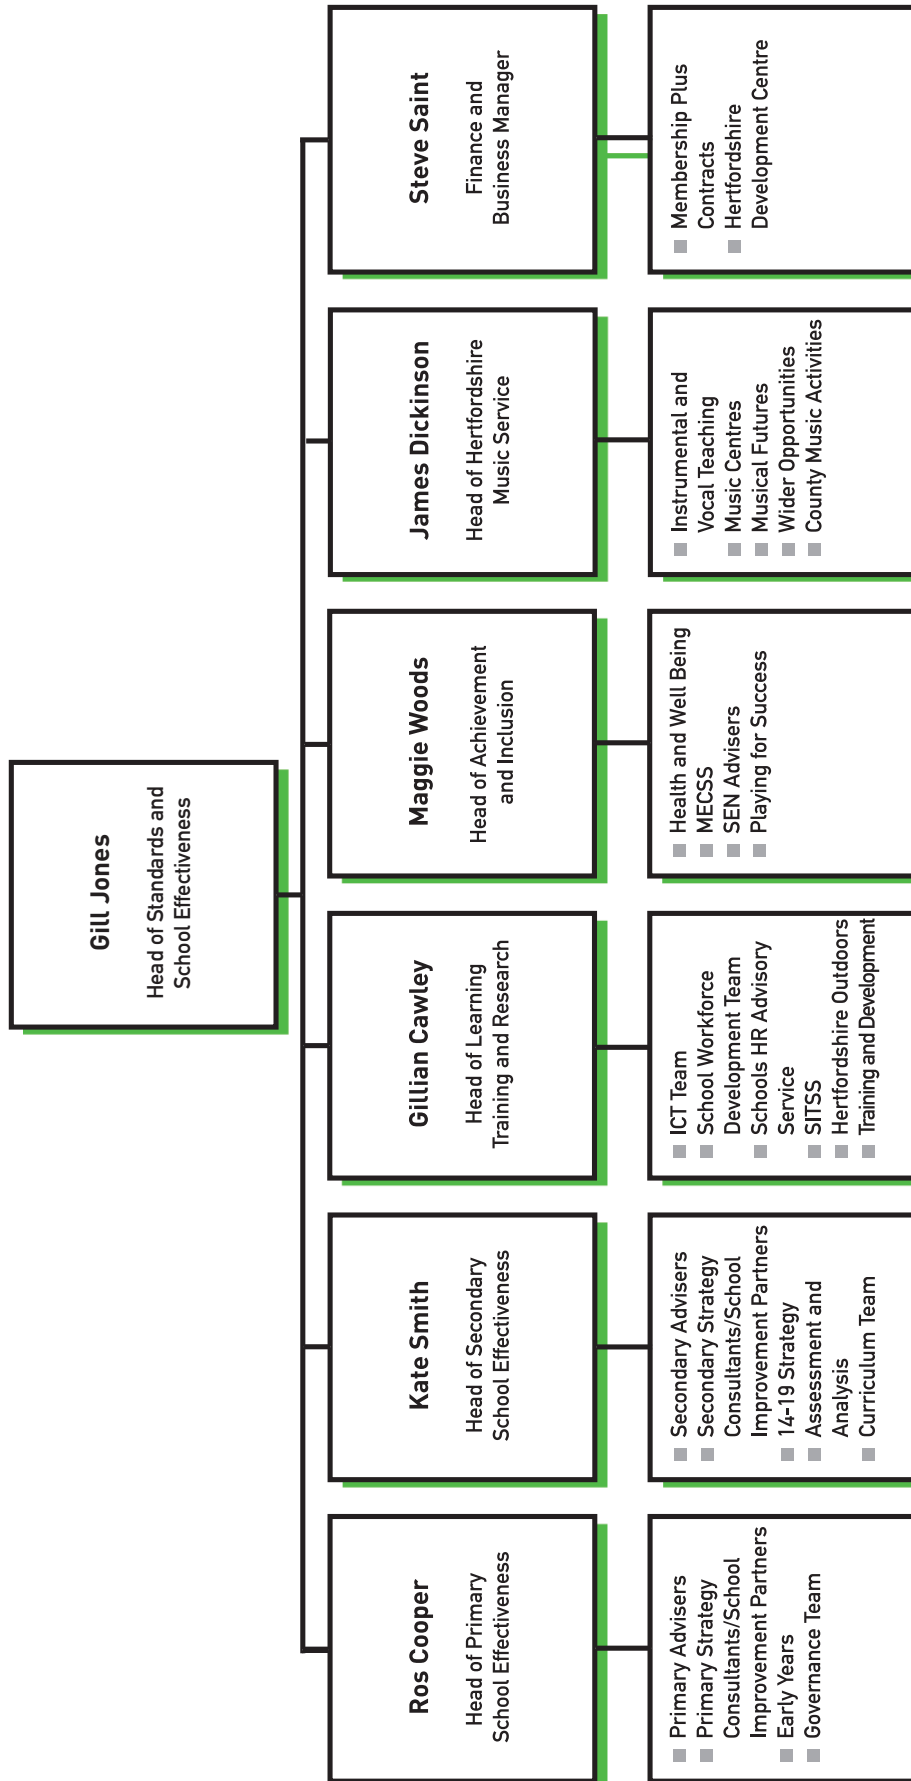 Gill Jones
Head of Standards and
School Effectiveness
Ros Cooper
Head of Primary
School Effectiveness
Primary Advisers
Primary Strategy
Consultants/School
Improvement Partners
Early Years
Governance Team
Kate Smith
Head of Secondary
School Effectiveness
Secondary Advisers
Secondary Strategy
Consultants/School
Improvement Partners
14-19 Strategy
Assessment and
Analysis
Curriculum Team
Gillian Cawley
Head of Learning
Training and Research
ICT Team
School Workforce
Development Team
Schools HR Advisory
Service
SITSS
Hertfordshire Outdoors
Training and Development
Maggie Woods
Head of Achievement
and Inclusion
Health and Well Being
MECSS
SEN Advisers
Playing for Success
James Dickinson
Head of Hertfordshire
Music Service
Instrumental and
Vocal Teaching
Music Centres
Musical Futures
Wider Opportunities
County Music Activities
Steve Saint
Finance and
Business Manager
Membership Plus
Contracts
Hertfordshire
Development Centre